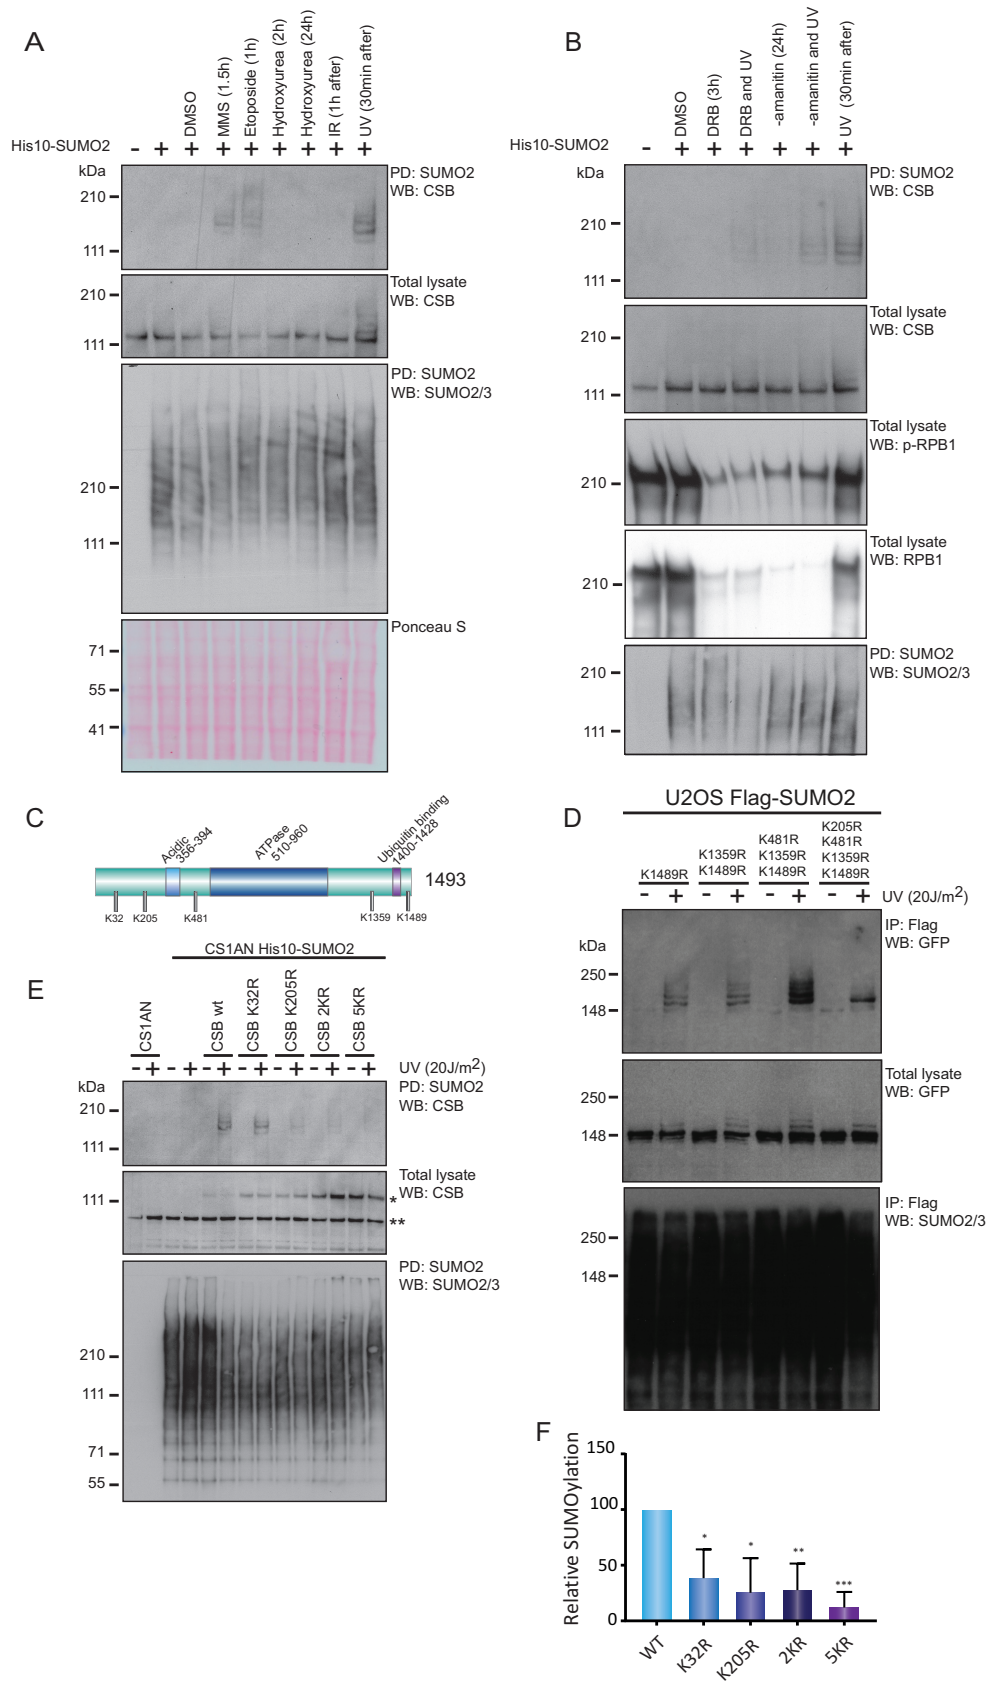 A
His10-SUMO2
DMSO
MMS (1.5h)
Etoposide (1h)
Hydroxyurea (2h)
Hydroxyurea (24h)
IR (1h after)
UV (30min after)
- + + + + + + + +
kDa
210
111
PD: SUMO2
WB: CSB
210
111
Total lysate
WB: CSB
210
111
PD: SUMO2
WB: SUMO2/3
71
55
41
Ponceau S
B
His10-SUMO2
DMSO
DRB (3h)
DRB and UV
-amanitin (24h)
-amanitin and UV
UV (30min after)
- + + + + + +
kDa
210
111
PD: SUMO2
WB: CSB
210
111
Total lysate
WB: CSB
210
Total lysate
WB: p-RPB1
210
Total lysate
WB: RPB1
210
111
PD: SUMO2
WB: SUMO2/3
C
Acidic
356-394
ATPase
510-960
Ubiquitin binding
1400-1428
1493
K32 K205 K481 K1359 K1489
D
U2OS Flag-SUMO2
K1489R
K1359R
K1489R
K481R
K1359R
K1489R
K205R
K481R
K1359R
K1489R
- + - + - + - + UV (20J/m2)
kDa
250
148
IP: Flag
WB: GFP
250
148
Total lysate
WB: GFP
250
148
IP: Flag
WB: SUMO2/3
E
CS1AN His10-SUMO2
CS1AN
CSB wt
CSB K32R
CSB K205R
CSB 2KR
CSB 5KR
- + - + - + - + - + - + - + UV (20J/m2)
kDa
210
111
PD: SUMO2
WB: CSB
111
Total lysate
WB: CSB
*
**
210
111
71
55
PD: SUMO2
WB: SUMO2/3
F
Relative SUMOylation
150
100
50
0
* * ** ***
WT K32R K205R 2KR 5KR